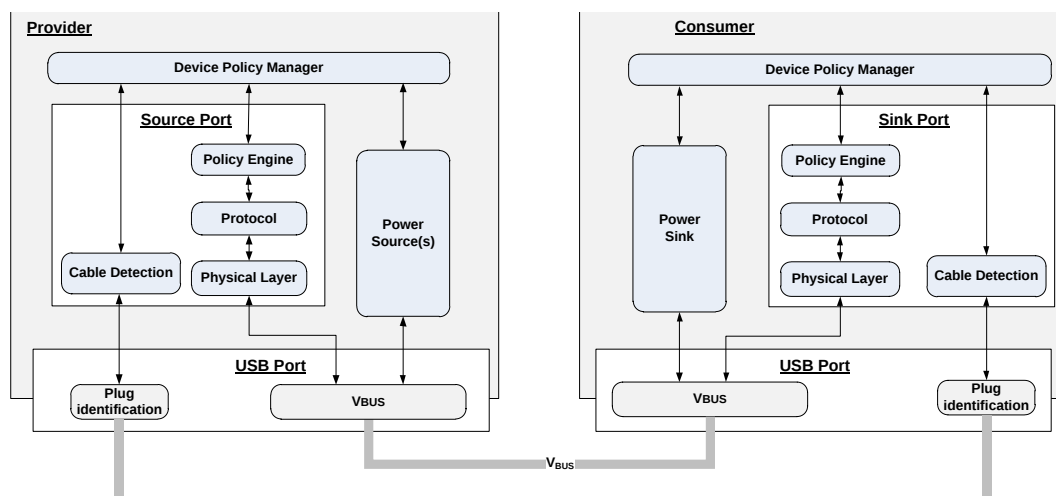 Provider
Device Policy Manager
Source Port
Policy Engine
Protocol
Physical Layer
Cable Detection
Power
Source(s)
USB Port
Plug
identification
VBUS
Consumer
Device Policy Manager
Sink Port
Policy Engine
Protocol
Physical Layer
Cable Detection
Power
Sink
USB Port
VBUS
Plug
identification
VBUS